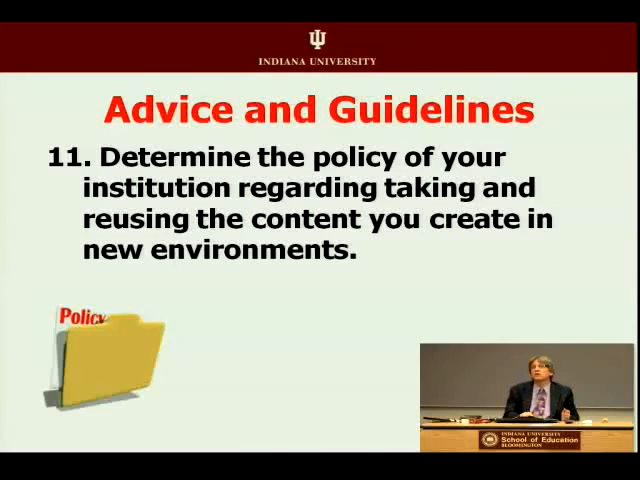 INDIANA UNIVERSITY
Advice and Guidelines
11. Determine the policy of your
institution regarding taking and
reusing the content you create in
new environments.
Policy
INDIANA UNIVERSITY
School of Education
BLOOMINGTON